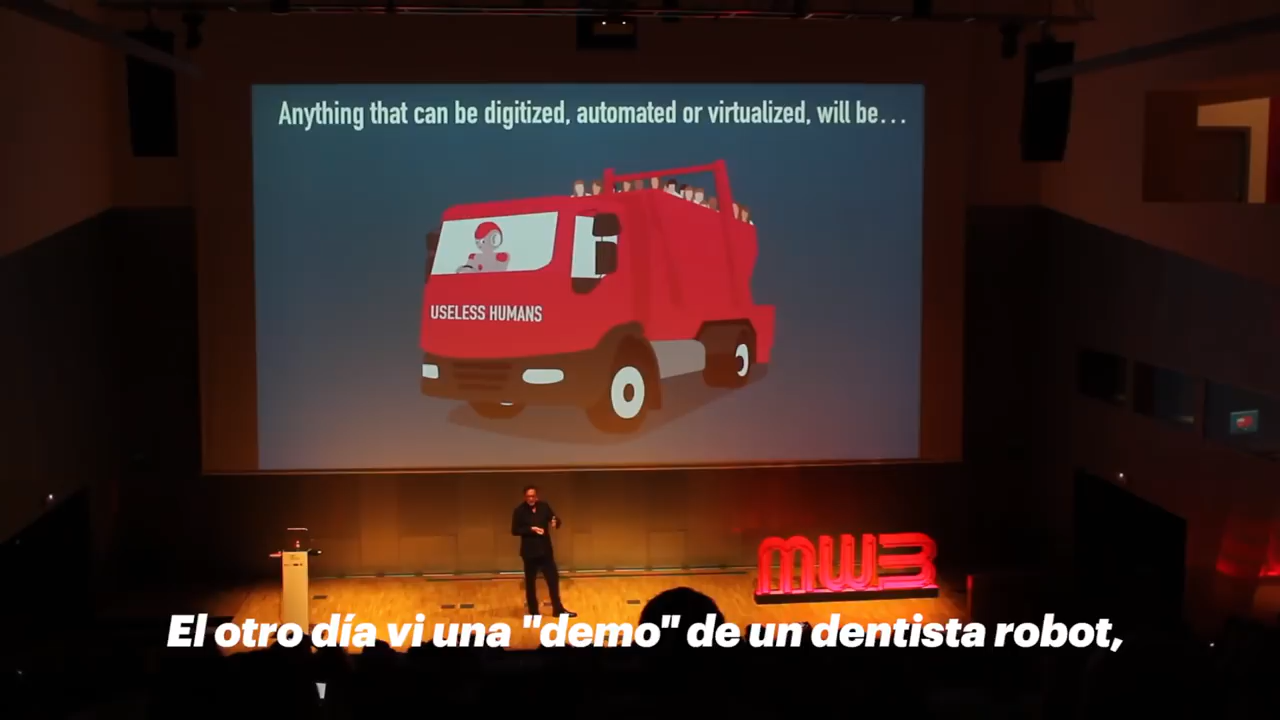 Anything that can be digitized, automated or virtualized, will be...
USELESS HUMANS
MWB
El otro día vi una "demo" de un dentista robot,